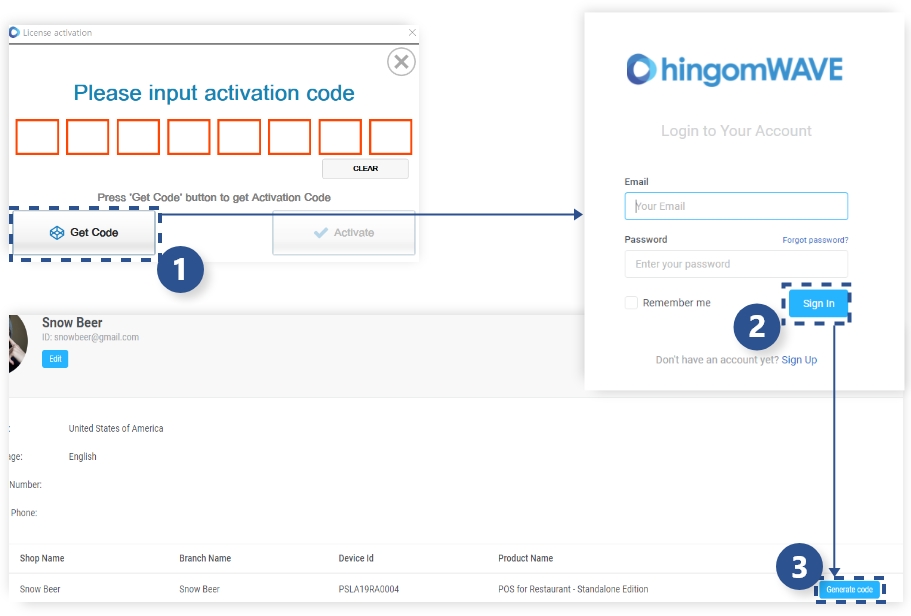 License activation
Please input activation code
CLEAR
Press 'Get Code' button to get Activation Code
Get Code
Activate
1
hingomWAVE
Login to Your Account
Email
Your Email
Password
Forgot password?
Enter your password
Remember me
Sign In
2
Don't have an account yet? Sign Up
Snow Beer
ID: snowbeer@gmail.com
Edit
: United States of America
age: English
Number:
Phone:
Shop Name Branch Name Device Id Product Name
3
Snow Beer Snow Beer PSLA19RA0004 POS for Restaurant - Standalone Edition Generate code